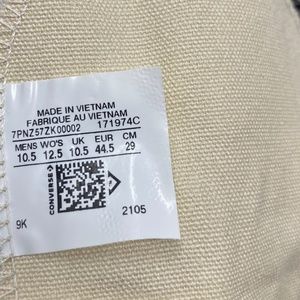 MADE IN VIETNAM
FABRIQUE AU VIETNAM
7PNZ57ZK00002 171974C
MENS WO'S UK EUR CM
10.5 12.5 10.5 44.5 29
CONVERSE
9K 2105